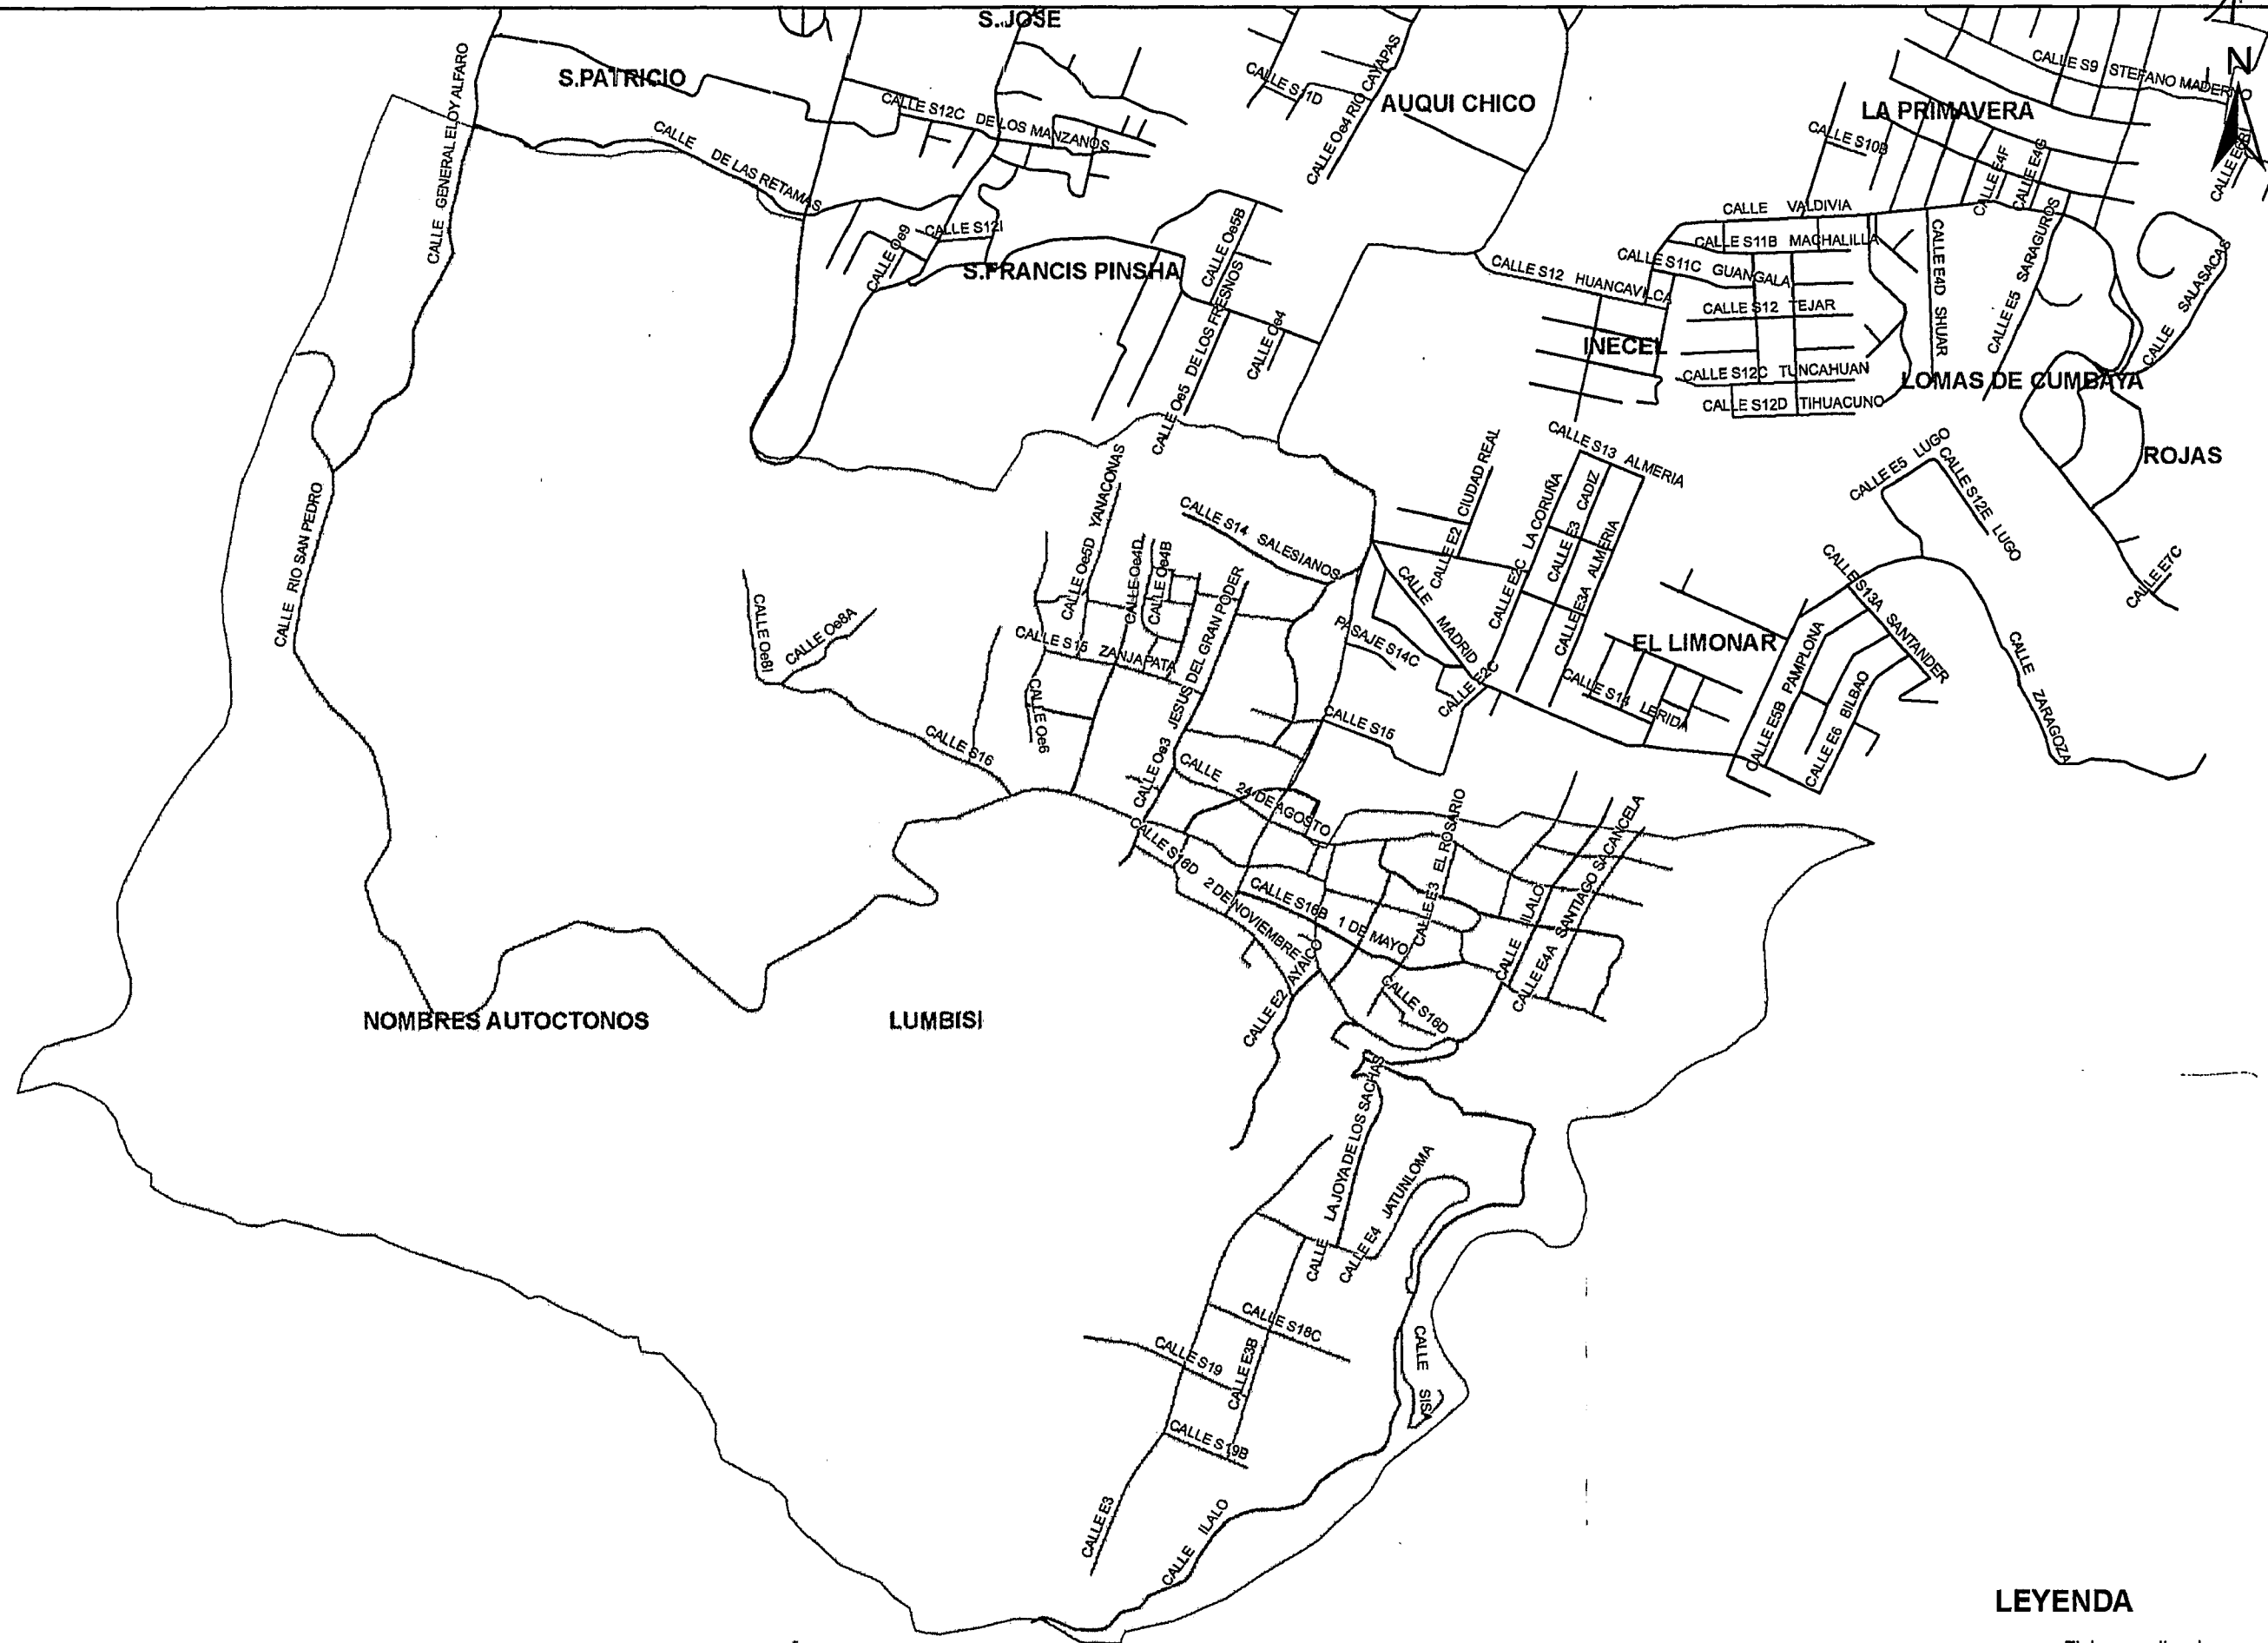 S. JOSE
S.PATRICIO
CALLE GENERAL ELOY ALFARO
CALLE S12C DE LOS MANZANOS
CALLE DE LAS RETAMAS
CALLE S12I
CALLE Oe9
S.FRANCIS PINSHA
CALLE S11D
CALLE Oe4 RIO CAYAPAS
AUQUI CHICO
CALLE S9 STEFANO MADERNO
N
LA PRIMAVERA
CALLE S10B
CALLE E4F
CALLE E4G
CALLE VALDIVIA
CALLE S11B MACHALILLA
CALLE S11C GUANGALA
CALLE S12 HUANCAVILCA
CALLE S12 TEJAR
INECEL
CALLE S12C TUNCAHUAN
CALLE S12D TIHUACUNO
CALLE E4D SHUAR
CALLE E5 SARAGUROS
CALLE SALASACAS
LOMAS DE CUMBAYA
ROJAS
CALLE Oe5B
CALLE Oe5 DE LOS FRESNOS
CALLE Oe4
CALLE S13 ALMERIA
CALLE E2 CIUDAD REAL
CALLE E2C LA CORUÑA
CALLE E3 CADIZ
CALLE E3A ALMERIA
CALLE E5 LUGO
CALLE S12E LUGO
CALLE E7C
CALLE RIO SAN PEDRO
CALLE Oe5D YANACONAS
CALLE Oe4D
CALLE Oe4B
CALLE S14 SALESIANOS
CALLE MADRID
CALLE S13A SANTANDER
CALLE ZARAGOZA
CALLE Oe8I
CALLE Oe8A
CALLE S15 ZANJAPATA
CALLE Oe3 JESUS DEL GRAN PODER
PASAJE S14C
CALLE E2C
EL LIMONAR
CALLE S14 LERIDA
CALLE E5B PAMPLONA
CALLE E6 BILBAO
CALLE Oe6
CALLE S16
CALLE S15
CALLE 24 DE AGOSTO
CALLE S16D 2 DE NOVIEMBRE
CALLE S16B 1 DE MAYO
CALLE E3 EL ROSARIO
CALLE ILALO
CALLE E4A SANTIAGO SACANCELA
CALLE E2 AYAICO
CALLE S16D
NOMBRES AUTOCTONOS
LUMBISI
CALLE LA JOYA DE LOS SACHAS
CALLE E4 JATUNLOMA
CALLE S18C
CALLE S19
CALLE E3B
CALLE SISA
CALLE S19B
CALLE E3
CALLE ILALO
LEYENDA